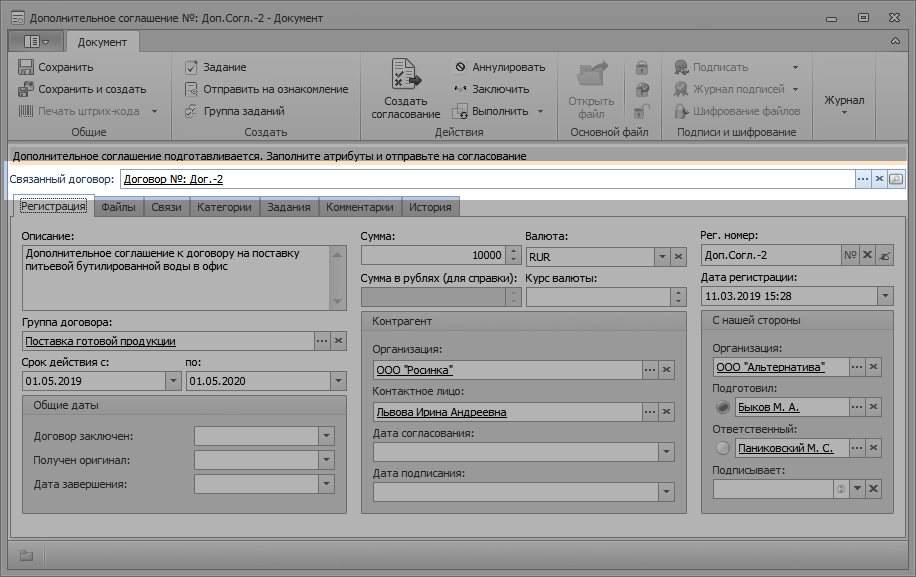 Дополнительное соглашение №: Доп.Согл.-2 - Документ
Документ
Сохранить
Сохранить и создать
Печать штрих-кода
Общие
Задание
Отправить на ознакомление
Группа заданий
Создать
Создать
согласование
Аннулировать
Заключить
Выполнить
Действия
Открыть
файл
Основной файл
Подписать
Журнал подписей
Шифрование файлов
Подписи и шифрование
Журнал
Дополнительное соглашение подготавливается. Заполните атрибуты и отправьте на согласование
Связанный договор: Договор №: Дог.-2
Регистрация Файлы Связи Категории Задания Комментарии История
Описание:
Дополнительное соглашение к договору на поставку
питьевой бутилированной воды в офис
Группа договора:
Поставка готовой продукции
Срок действия с: по:
01.05.2019 01.05.2020
Общие даты
Договор заключен:
Получен оригинал:
Дата завершения:
Сумма: Валюта:
10000 RUR
Сумма в рублях (для справки): Курс валюты:
Контрагент
Организация:
ООО "Росинка"
Контактное лицо:
Львова Ирина Андреевна
Дата согласования:
Дата подписания:
Рег. номер:
Доп.Согл.-2 №
Дата регистрации:
11.03.2019 15:28
С нашей стороны
Организация:
ООО "Альтернатива"
Подготовил:
Быков М. А.
Ответственный:
Паниковский М. С.
Подписывает: